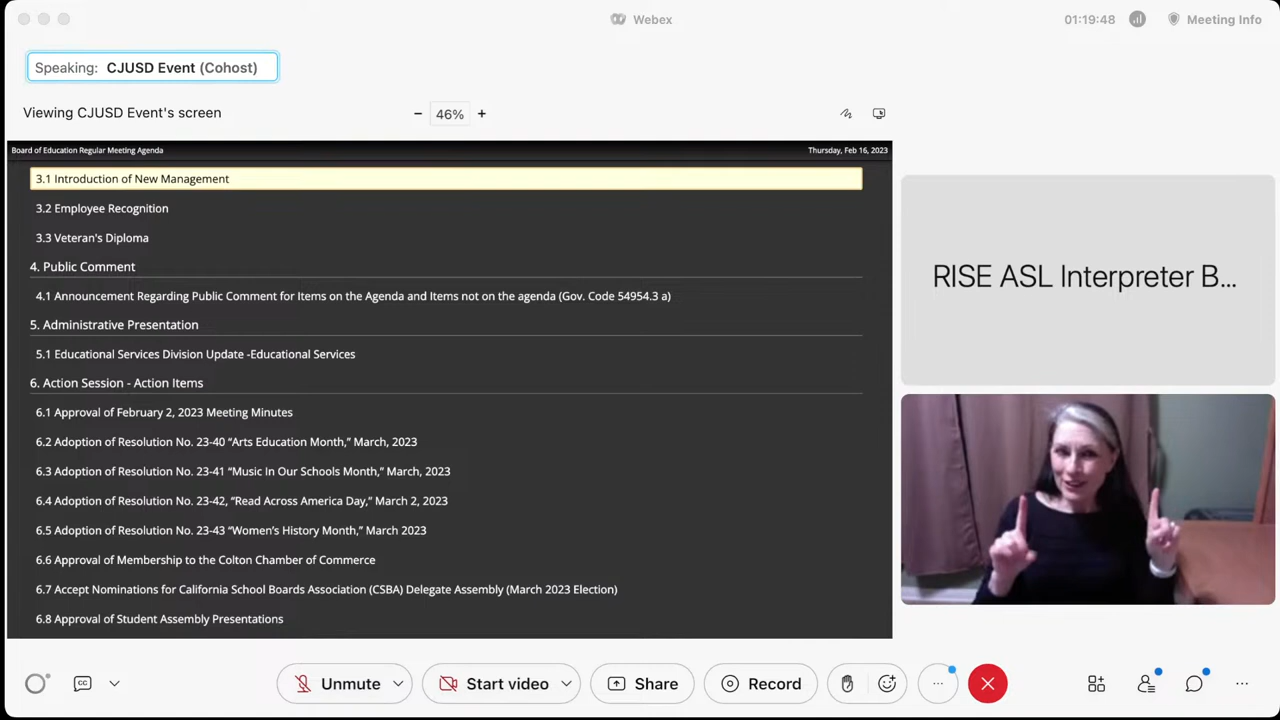 Webex
01:19:48
Meeting Info
Speaking: CJUSD Event (Cohost)
Viewing CJUSD Event's screen
− 46% +
Board of Education Regular Meeting Agenda
Thursday, Feb 16, 2023
3.1 Introduction of New Management
3.2 Employee Recognition
3.3 Veteran's Diploma
4. Public Comment
4.1 Announcement Regarding Public Comment for Items on the Agenda and Items not on the agenda (Gov. Code 54954.3 a)
5. Administrative Presentation
5.1 Educational Services Division Update -Educational Services
6. Action Session - Action Items
6.1 Approval of February 2, 2023 Meeting Minutes
6.2 Adoption of Resolution No. 23-40 “Arts Education Month,” March, 2023
6.3 Adoption of Resolution No. 23-41 “Music In Our Schools Month,” March, 2023
6.4 Adoption of Resolution No. 23-42, “Read Across America Day,” March 2, 2023
6.5 Adoption of Resolution No. 23-43 “Women’s History Month,” March 2023
6.6 Approval of Membership to the Colton Chamber of Commerce
6.7 Accept Nominations for California School Boards Association (CSBA) Delegate Assembly (March 2023 Election)
6.8 Approval of Student Assembly Presentations
RISE ASL Interpreter B...
CC
Unmute
Start video
Share
Record